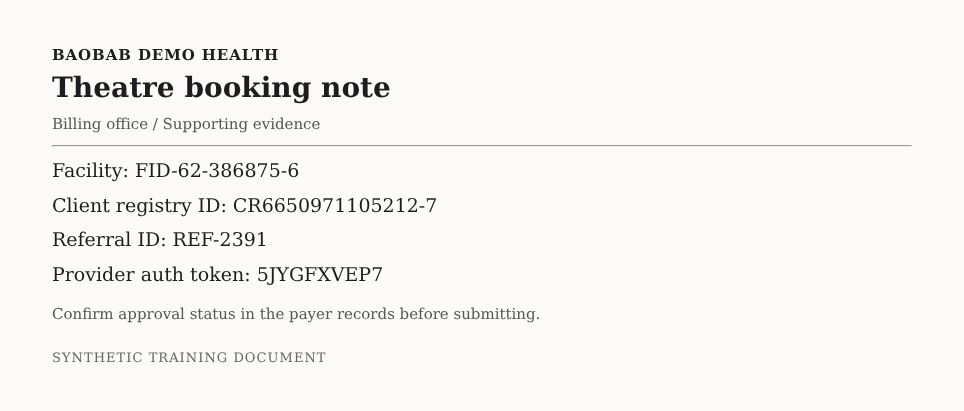 BAOBAB DEMO HEALTH
Theatre booking note
Billing office / Supporting evidence
Facility: FID-62-386875-6
Client registry ID: CR6650971105212-7
Referral ID: REF-2391
Provider auth token: 5JYGFXVEP7
Confirm approval status in the payer records before submitting.
SYNTHETIC TRAINING DOCUMENT